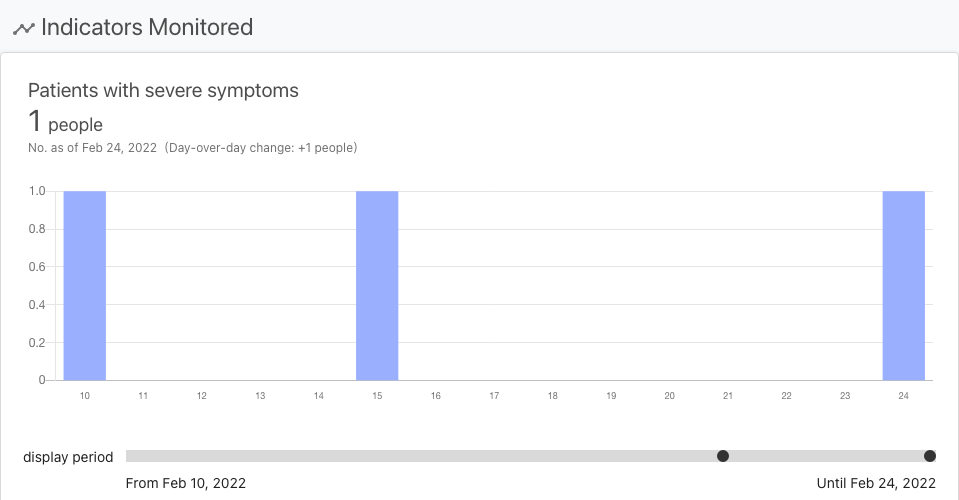 Indicators Monitored
Patients with severe symptoms
1 people
No. as of Feb 24, 2022 (Day-over-day change: +1 people)
1.0
0.8
0.6
0.4
0.2
0
10 11 12 13 14 15 16 17 18 19 20 21 22 23 24
display period
From Feb 10, 2022 Until Feb 24, 2022